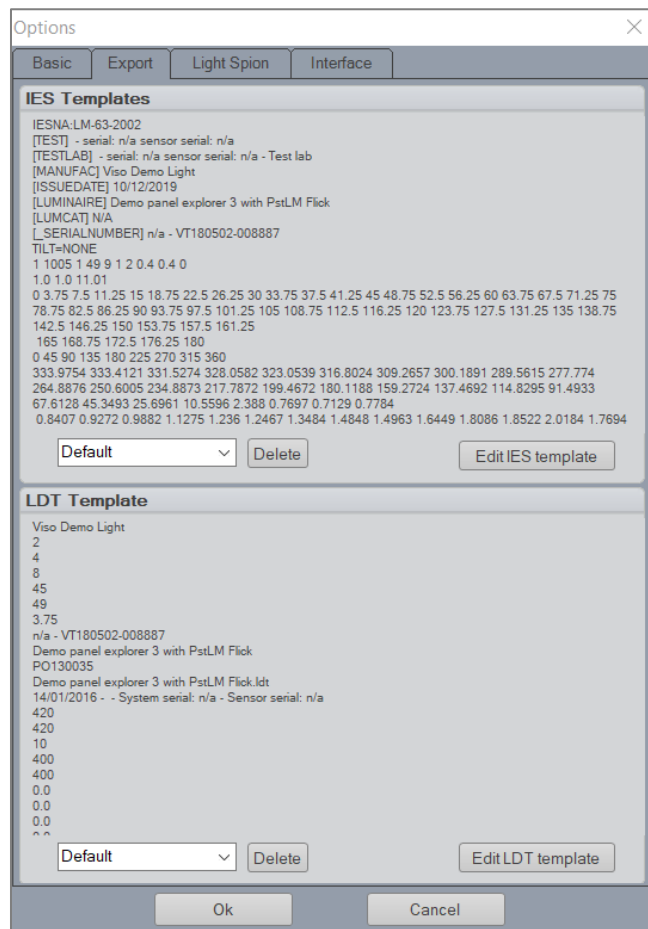 Options
Basic Export Light Spion Interface
IES Templates
IESNA:LM-63-2002
[TEST] - serial: n/a sensor serial: n/a
[TESTLAB] - serial: n/a sensor serial: n/a - Test lab
[MANUFAC] Viso Demo Light
[ISSUEDATE] 10/12/2019
[LUMINAIRE] Demo panel explorer 3 with PstLM Flick
[LUMCAT] N/A
[_SERIALNUMBER] n/a - VT180502-008887
TILT=NONE
1 1005 1 49 9 1 2 0.4 0.4 0
1.0 1.0 11.01
0 3.75 7.5 11.25 15 18.75 22.5 26.25 30 33.75 37.5 41.25 45 48.75 52.5 56.25 60 63.75 67.5 71.25 75
78.75 82.5 86.25 90 93.75 97.5 101.25 105 108.75 112.5 116.25 120 123.75 127.5 131.25 135 138.75
142.5 146.25 150 153.75 157.5 161.25
165 168.75 172.5 176.25 180
0 45 90 135 180 225 270 315 360
333.9754 333.4121 331.5274 328.0582 323.0539 316.8024 309.2657 300.1891 289.5615 277.774
264.8876 250.6005 234.8873 217.7872 199.4672 180.1188 159.2724 137.4692 114.8295 91.4933
67.6128 45.3493 25.6961 10.5596 2.388 0.7697 0.7129 0.7784
0.8407 0.9272 0.9882 1.1275 1.236 1.2467 1.3484 1.4848 1.4963 1.6449 1.8086 1.8522 2.0184 1.7694
Default Delete Edit IES template
LDT Template
Viso Demo Light
2
4
8
45
49
3.75
n/a - VT180502-008887
Demo panel explorer 3 with PstLM Flick
PO130035
Demo panel explorer 3 with PstLM Flick.ldt
14/01/2016 - - System serial: n/a - Sensor serial: n/a
420
420
10
400
400
0.0
0.0
0.0
Default Delete Edit LDT template
Ok Cancel